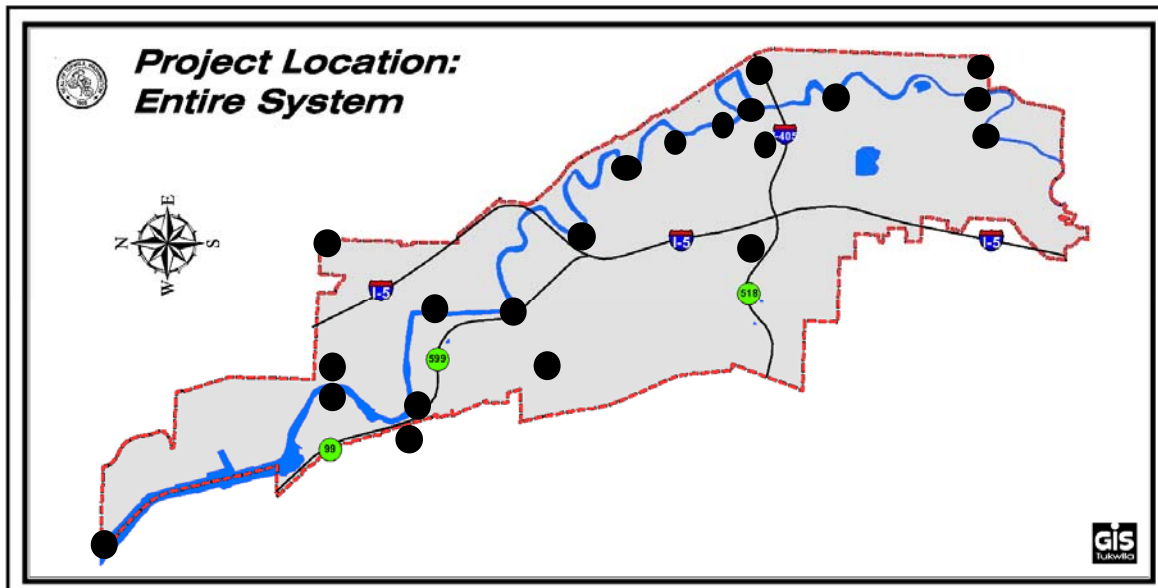 Project Location:
Entire System
E
N
S
W
I-405
I-5
I-5
I-5
518
599
99
GIS
Tukwila